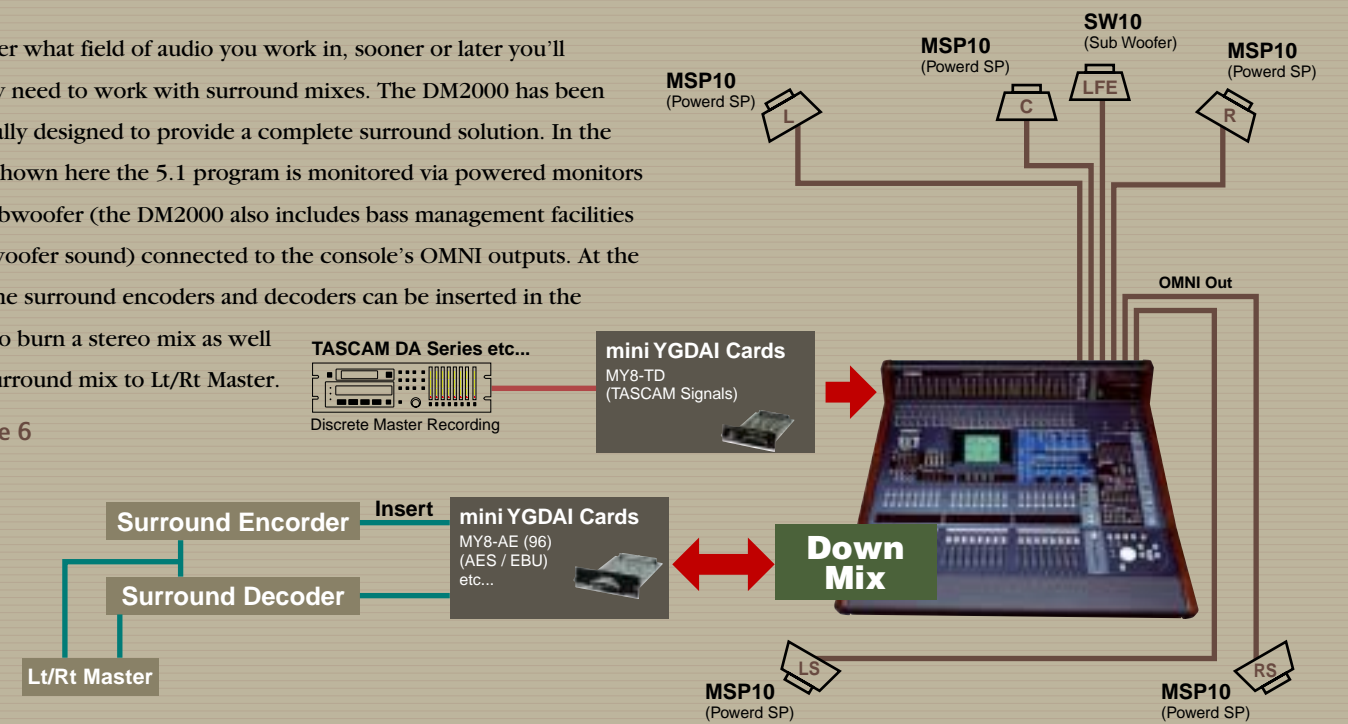 er what field of audio you work in, sooner or later you'll
y need to work with surround mixes. The DM2000 has been
ully designed to provide a complete surround solution. In the
hown here the 5.1 program is monitored via powered monitors
bwoofer (the DM2000 also includes bass management facilities
woofer sound) connected to the console's OMNI outputs. At the
ne surround encoders and decoders can be inserted in the
o burn a stereo mix as well
urround mix to Lt/Rt Master.
e 6
MSP10
(Powerd SP)
L
MSP10
(Powerd SP)
C
SW10
(Sub Woofer)
LFE
MSP10
(Powerd SP)
R
OMNI Out
TASCAM DA Series etc...
Discrete Master Recording
mini YGDAI Cards
MY8-TD
(TASCAM Signals)
Surround Encorder
Insert
Surround Decoder
Lt/Rt Master
mini YGDAI Cards
MY8-AE (96)
(AES / EBU)
etc...
Down
Mix
LS
MSP10
(Powerd SP)
RS
MSP10
(Powerd SP)